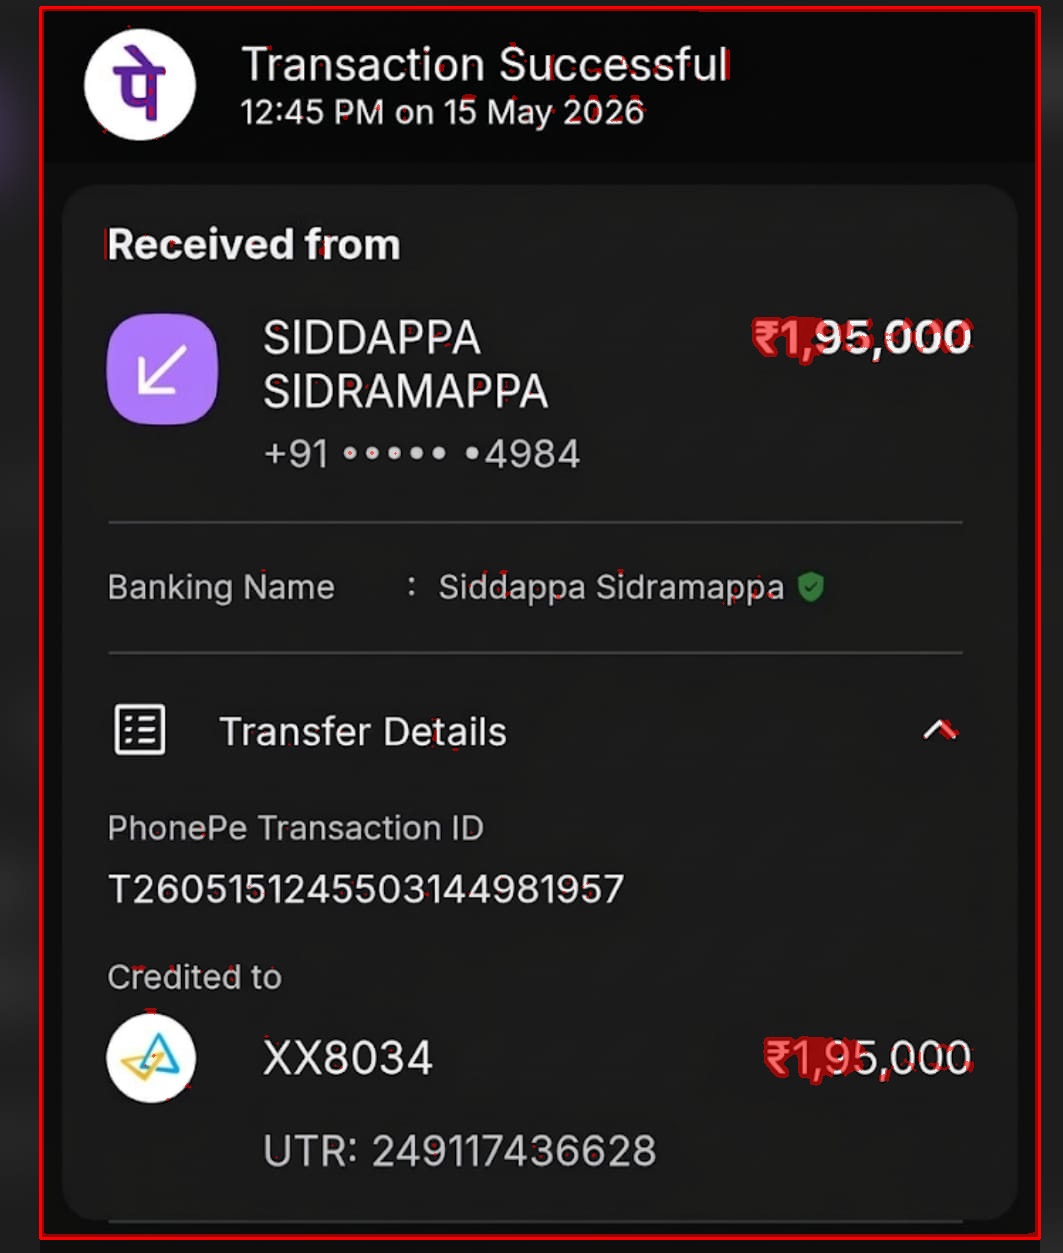 पे
Transaction Successful
12:45 PM on 15 May 2026
Received from
SIDDAPPA ₹1,95,000
SIDRAMAPPA
+91 ••••• •4984
Banking Name : Siddappa Sidramappa
Transfer Details
PhonePe Transaction ID
T2605151245503144981957
Credited to
XX8034 ₹1,95,000
UTR: 249117436628